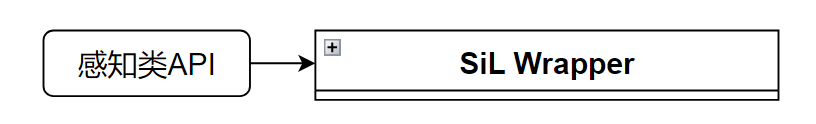 感知类API
SiL Wrapper